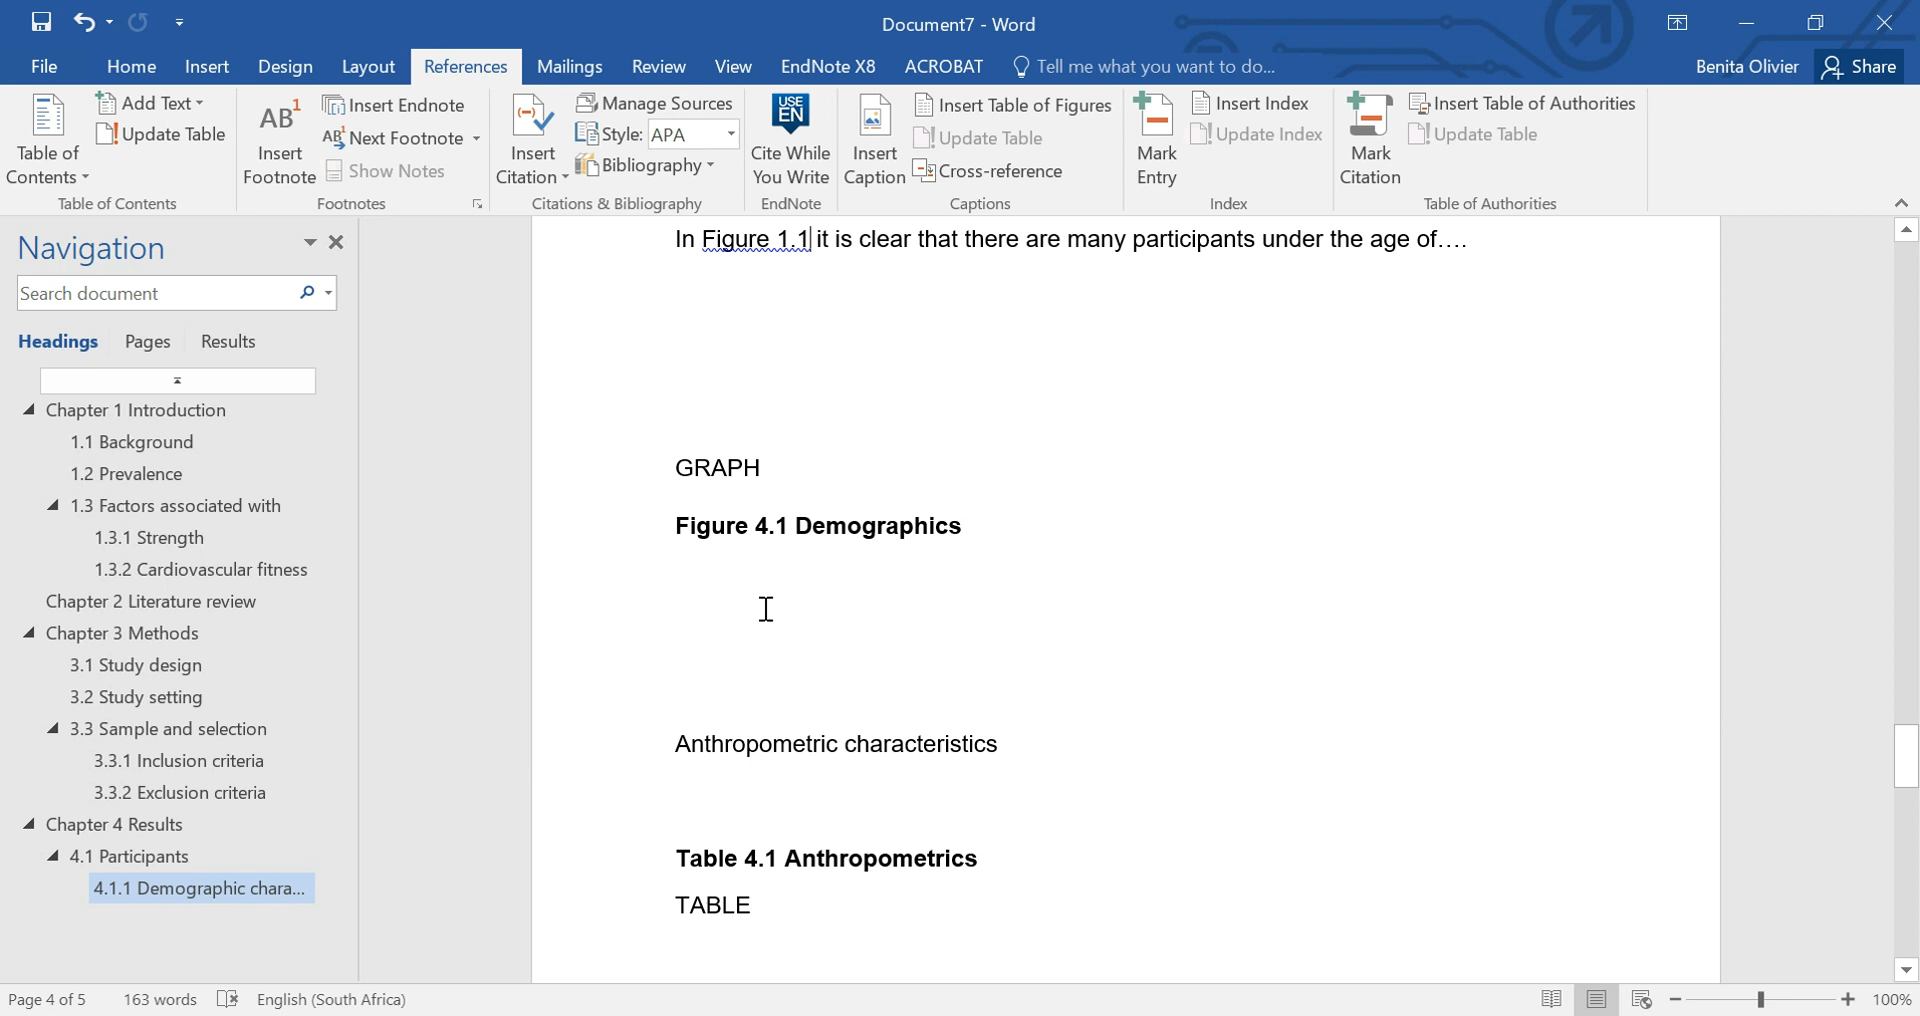 Document7 - Word
File Home Insert Design Layout References Mailings Review View EndNote X8 ACROBAT Tell me what you want to do... Benita Olivier Share
Table of Contents
Add Text
Update Table
Table of Contents
AB1
Insert Footnote
Insert Endnote
AB1 Next Footnote
Show Notes
Footnotes
Insert Citation
Manage Sources
Style: APA
Bibliography
Citations & Bibliography
USE EN
Cite While You Write
EndNote
Insert Caption
Insert Table of Figures
Update Table
Cross-reference
Captions
Mark Entry
Insert Index
Update Index
Index
Mark Citation
Insert Table of Authorities
Update Table
Table of Authorities
Navigation
Search document
Headings Pages Results
Chapter 1 Introduction
1.1 Background
1.2 Prevalence
1.3 Factors associated with
1.3.1 Strength
1.3.2 Cardiovascular fitness
Chapter 2 Literature review
Chapter 3 Methods
3.1 Study design
3.2 Study setting
3.3 Sample and selection
3.3.1 Inclusion criteria
3.3.2 Exclusion criteria
Chapter 4 Results
4.1 Participants
4.1.1 Demographic chara...
In Figure 1.1 it is clear that there are many participants under the age of….
GRAPH
Figure 4.1 Demographics
Anthropometric characteristics
Table 4.1 Anthropometrics
TABLE
Page 4 of 5 163 words English (South Africa) 100%